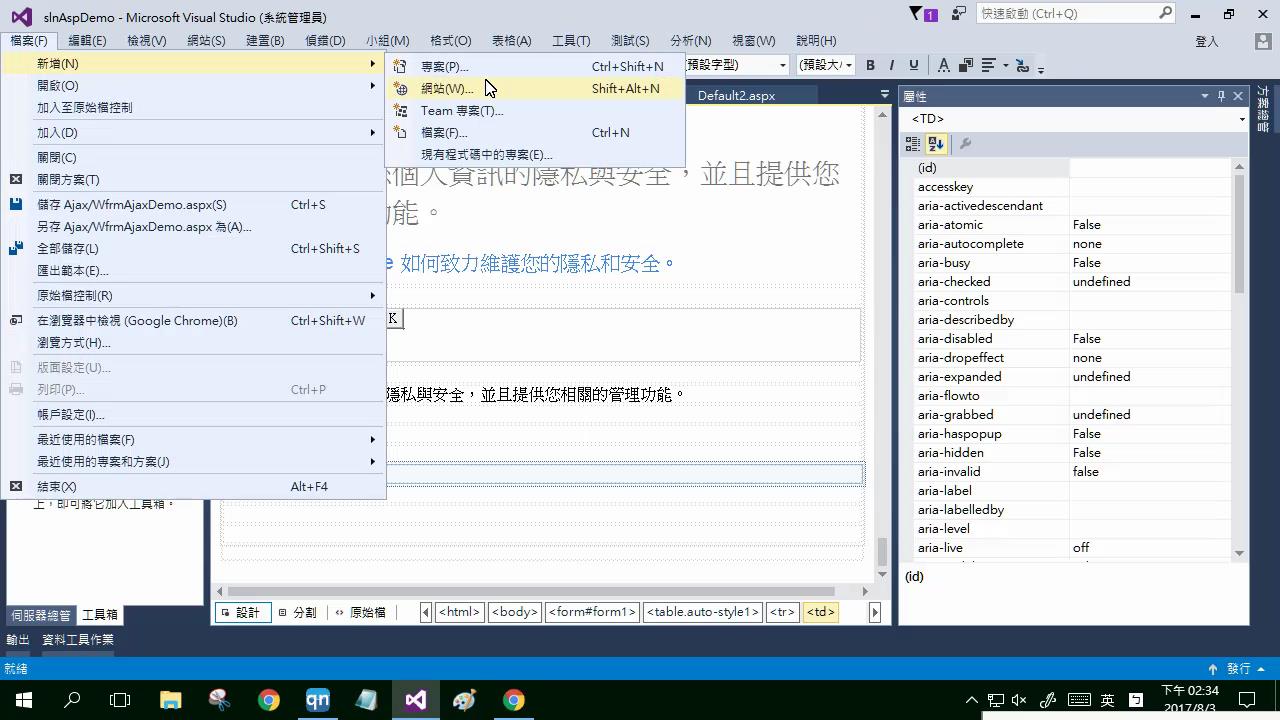 slnAspDemo - Microsoft Visual Studio (系統管理員)
1
快速啟動 (Ctrl+Q)
檔案(F) 編輯(E) 檢視(V) 網站(S) 建置(B) 偵錯(D) 小組(M) 格式(O) 表格(A) 工具(T) 測試(S) 分析(N) 視窗(W) 說明(H) 登入
新增(N)
開啟(O)
加入至原始檔控制
加入(D)
關閉(C)
關閉方案(T)
儲存 Ajax/WfrmAjaxDemo.aspx(S) Ctrl+S
另存 Ajax/WfrmAjaxDemo.aspx 為(A)...
全部儲存(L) Ctrl+Shift+S
匯出範本(E)...
原始檔控制(R)
在瀏覽器中檢視 (Google Chrome)(B) Ctrl+Shift+W
瀏覽方式(H)...
版面設定(U)...
列印(P)... Ctrl+P
帳戶設定(I)...
最近使用的檔案(F)
最近使用的專案和方案(J)
結束(X) Alt+F4
專案(P)... Ctrl+Shift+N
網站(W)... Shift+Alt+N
Team 專案(T)...
檔案(F)... Ctrl+N
現有程式碼中的專案(E)...
預設字型) (預設大 B I U A
Default2.aspx
個人資訊的隱私與安全，並且提供您
能。
e 如何致力維護您的隱私和安全。
K
隱私與安全，並且提供您相關的管理功能。
上，即可將它加入工具箱。
伺服器總管 工具箱
設計 分割 原始檔 <html> <body> <form#form1> <table.auto-style1> <tr> <td>
輸出 資料工具作業
屬性
<TD>
(id)
accesskey
aria-activedescendant
aria-atomic False
aria-autocomplete none
aria-busy False
aria-checked undefined
aria-controls
aria-describedby
aria-disabled False
aria-dropeffect none
aria-expanded undefined
aria-flowto
aria-grabbed undefined
aria-haspopup False
aria-hidden False
aria-invalid false
aria-label
aria-labelledby
aria-level
aria-live off
(id)
方案總管
就緒 發行
qn
英
下午 02:34
2017/8/3